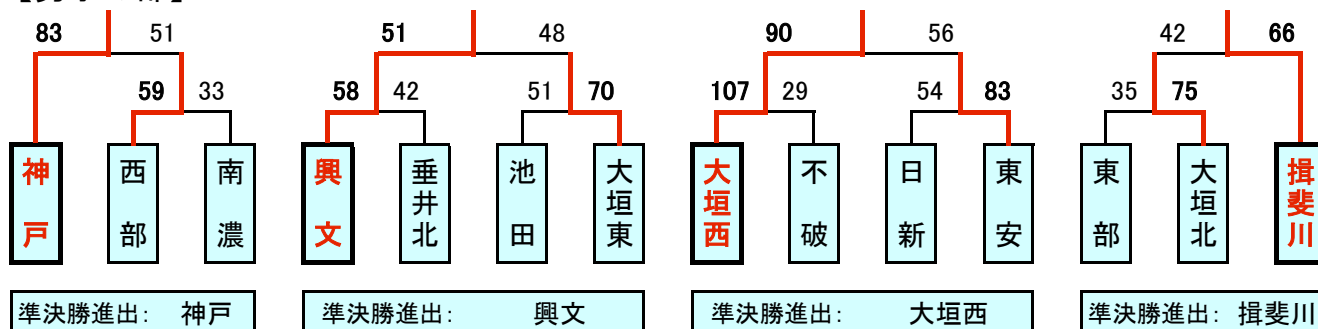 83 51 51 48 90 56 42 66
59 33 58 42 51 70 107 29 54 83 35 75
神戸 西部 南濃 興文 垂井北 池田 大垣東 大垣西 不破 日新 東安 東部 大垣北 揖斐川
準決勝進出: 神戸 準決勝進出: 興文 準決勝進出: 大垣西 準決勝進出: 揖斐川